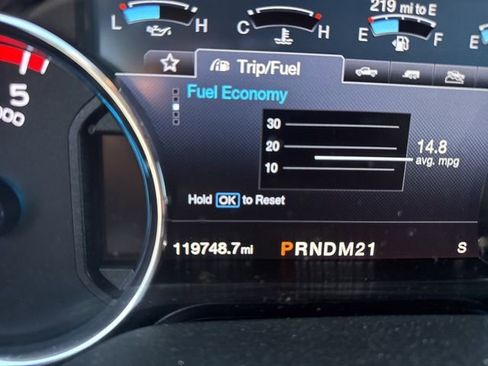 219 mi to E
L H C H E F E
Trip/Fuel
Fuel Economy
30
20
10
14.8
avg. mpg
Hold OK to Reset
5
000
119748.7mi PRNDM21 S